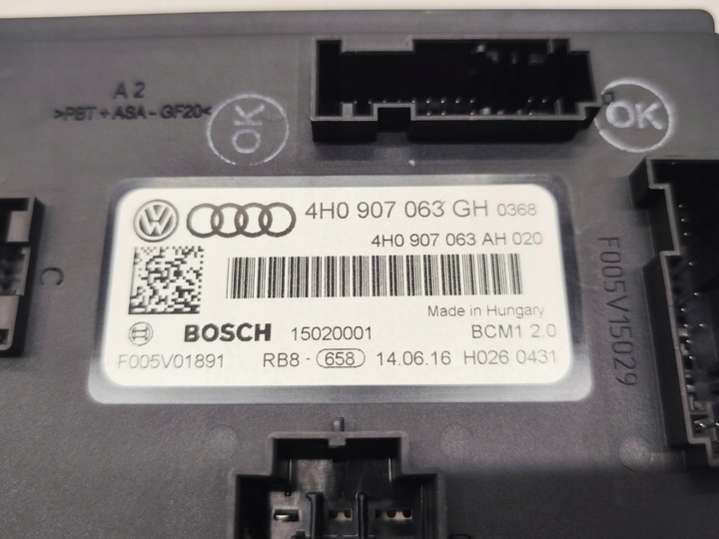 A 2
>PBT+ASA-GF20<
OK
OK
4H0 907 063 GH 0368
4H0 907 063 AH 020
Made in Hungary
BOSCH 15020001 BCM1 2.0
F005V01891 RB8 - 658 14.06.16 H026 0431
C
F005V15029